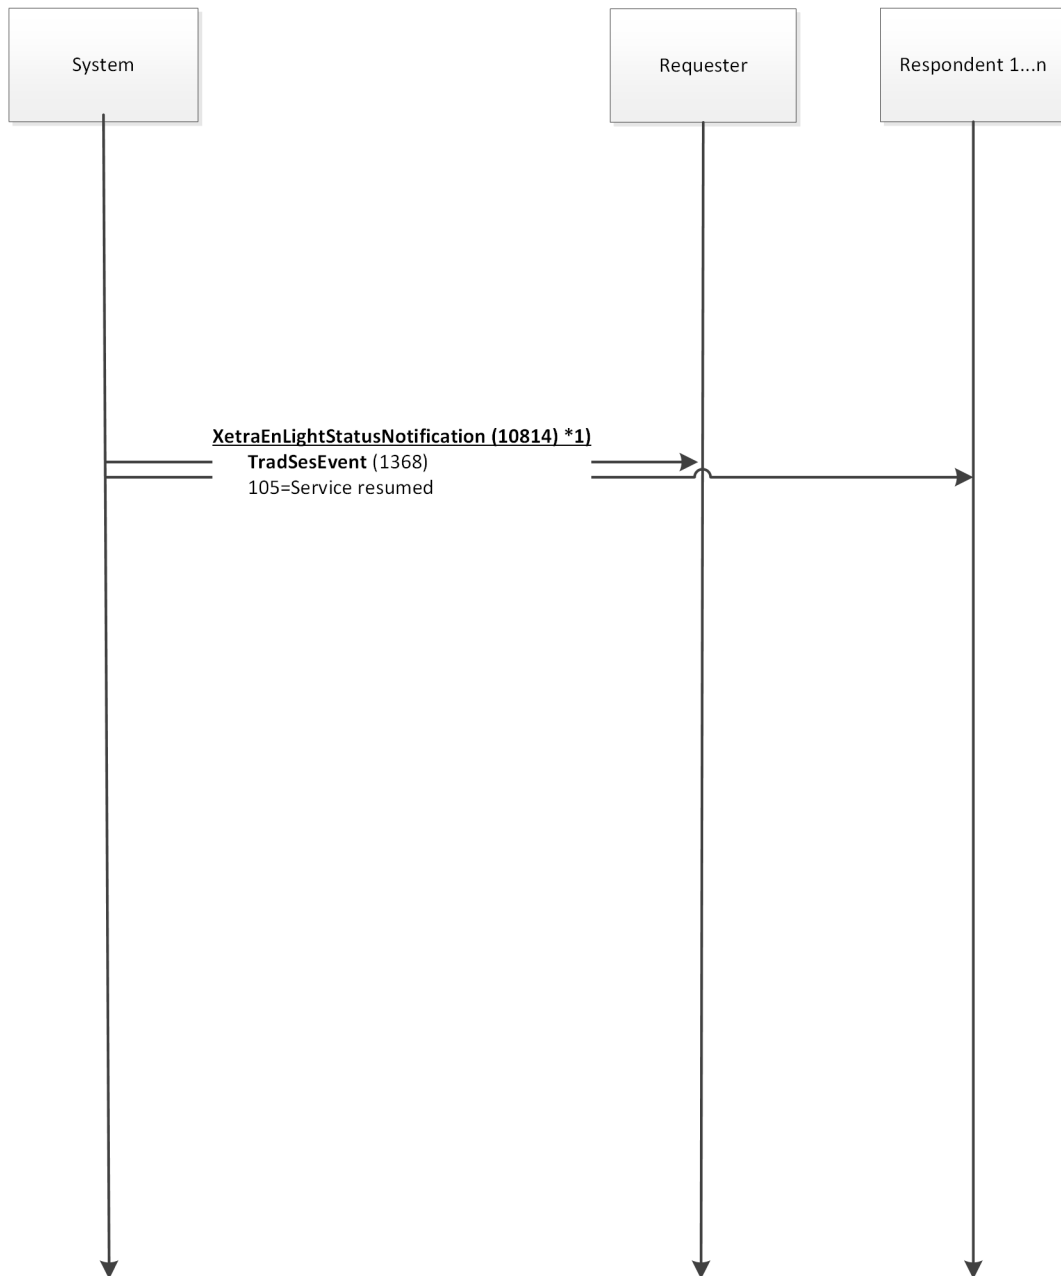 System
Requester
Respondent 1...n
XetraEnLightStatusNotification (10814) *1)
TradSesEvent (1368)
105=Service resumed